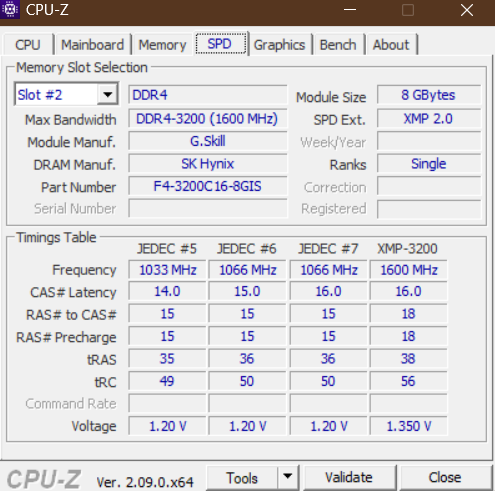 CPU-Z
CPU Mainboard Memory SPD Graphics Bench About
Memory Slot Selection
Slot #2 DDR4 Module Size 8 GBytes
Max Bandwidth DDR4-3200 (1600 MHz) SPD Ext. XMP 2.0
Module Manuf. G.Skill Week/Year
DRAM Manuf. SK Hynix Ranks Single
Part Number F4-3200C16-8GIS Correction
Serial Number Registered
Timings Table
JEDEC #5 JEDEC #6 JEDEC #7 XMP-3200
Frequency 1033 MHz 1066 MHz 1066 MHz 1600 MHz
CAS# Latency 14.0 15.0 16.0 16.0
RAS# to CAS# 15 15 15 18
RAS# Precharge 15 15 15 18
tRAS 35 36 36 38
tRC 49 50 50 56
Command Rate
Voltage 1.20 V 1.20 V 1.20 V 1.350 V
CPU-Z Ver. 2.09.0.x64 Tools Validate Close